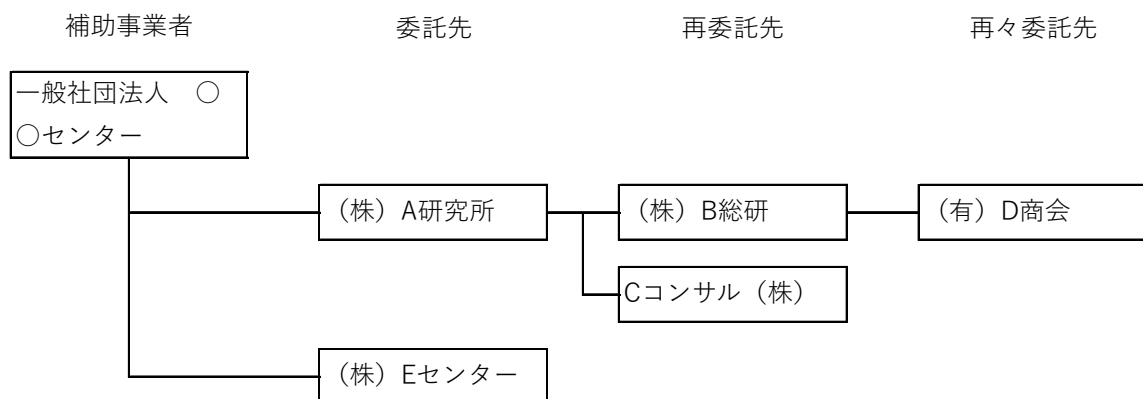 補助事業者 委託先 再委託先 再々委託先
一般社団法人　○
○センター
（株）A研究所 （株）B総研 （有）D商会
Cコンサル（株）
（株）Eセンター